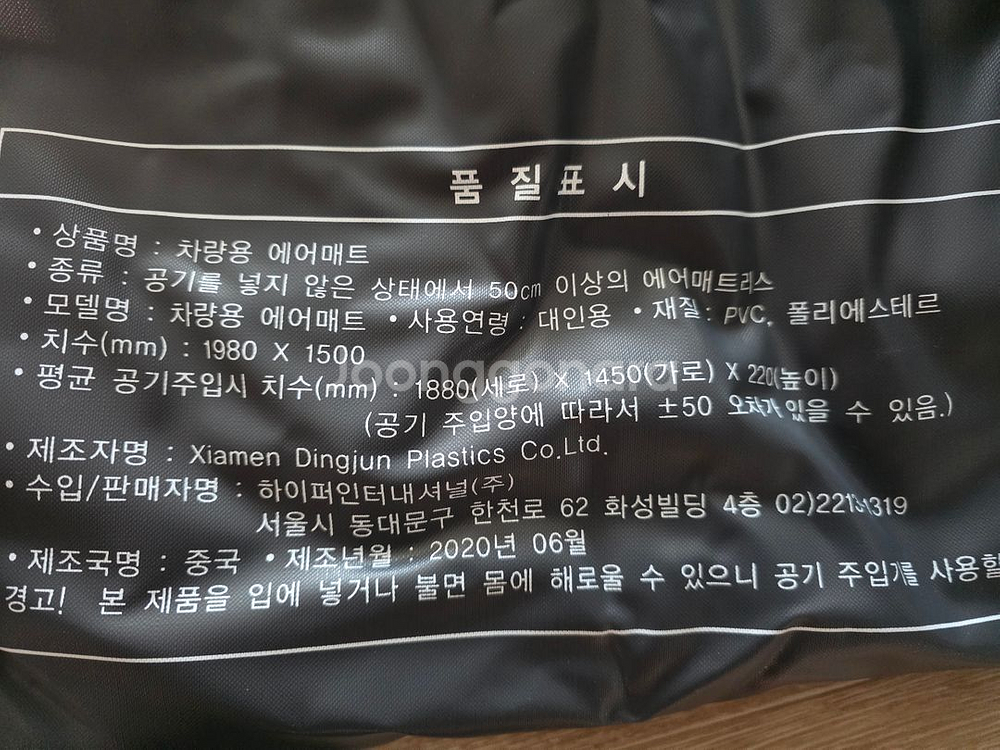 품 질 표 시
• 상품명 : 차량용 에어매트
• 종류 : 공기를 넣지 않은 상태에서 50cm 이상의 에어매트리스
• 모델명 : 차량용 에어매트 • 사용연령 : 대인용 • 재질 : PVC, 폴리에스테르
• 치수(mm) : 1980 X 1500
joonggonara
• 평균 공기주입시 치수(mm) : 1880(세로) X 1450(가로) X 220(높이)
(공기 주입양에 따라서 ±50 오차가 있을 수 있음.)
• 제조자명 : Xiamen Dingjun Plastics Co.Ltd.
• 수입/판매자명 : 하이퍼인터내셔널(주)
서울시 동대문구 한천로 62 화성빌딩 4층
• 제조국명 : 중국 • 제조년월 : 2020년 06월
경고! 본 제품을 입에 넣거나 불면 몸에 해로울 수 있으니 공기 주입기를 사용할